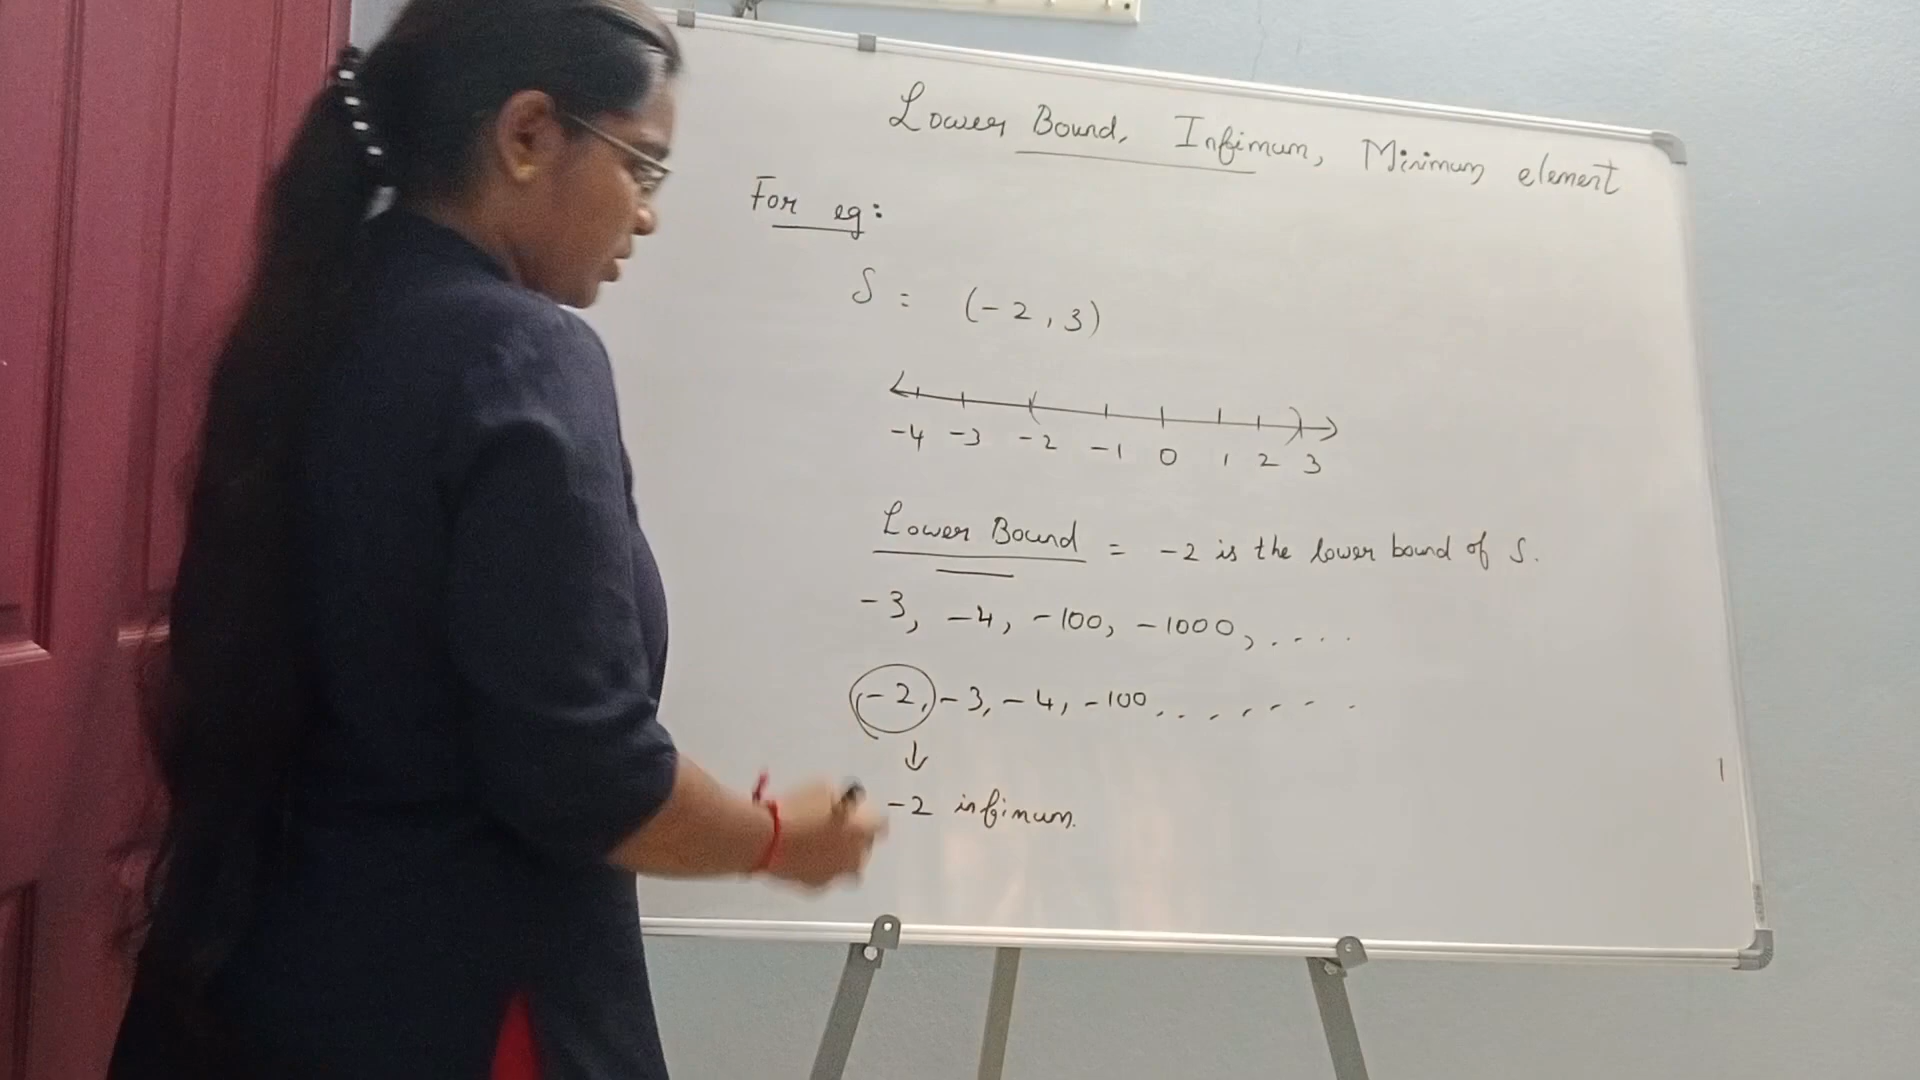 Lower Bound, Infimum, Minimum element
For eg:
S = (-2, 3)
-4 -3 -2 -1 0 1 2 3
Lower Bound = -2 is the lower bound of S.
-3, -4, -100, -1000, ....
-2, -3, -4, -100, .......
↓
-2 infimum.